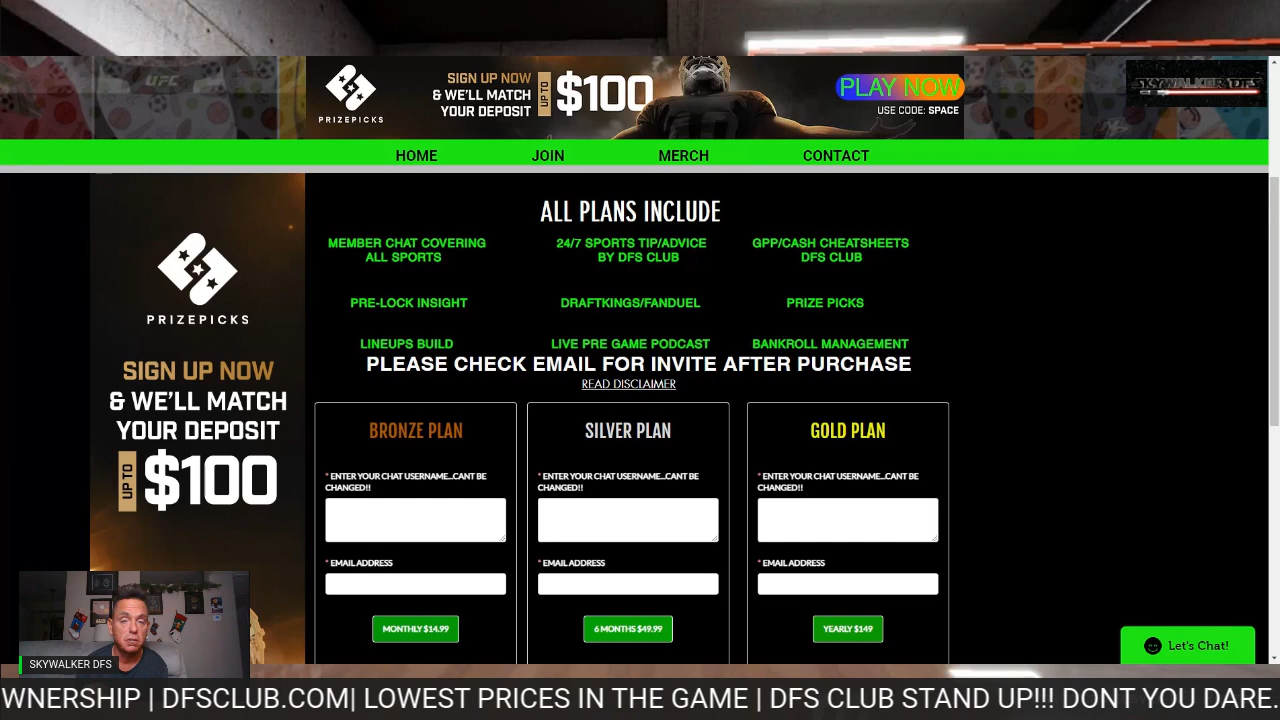 UFC
PRIZEPICKS
SIGN UP NOW
& WE'LL MATCH
YOUR DEPOSIT
UP TO
$100
PLAY NOW
USE CODE: SPACE
SKYWALKER DFS
HOME JOIN MERCH CONTACT
PRIZEPICKS
SIGN UP NOW
& WE'LL MATCH
YOUR DEPOSIT
UP TO
$100
ALL PLANS INCLUDE
MEMBER CHAT COVERING
ALL SPORTS
24/7 SPORTS TIP/ADVICE
BY DFS CLUB
GPP/CASH CHEATSHEETS
DFS CLUB
PRE-LOCK INSIGHT
DRAFTKINGS/FANDUEL
PRIZE PICKS
LINEUPS BUILD
LIVE PRE GAME PODCAST
BANKROLL MANAGEMENT
PLEASE CHECK EMAIL FOR INVITE AFTER PURCHASE
READ DISCLAIMER
BRONZE PLAN
* ENTER YOUR CHAT USERNAME...CANT BE
CHANGED!!
* EMAIL ADDRESS
MONTHLY $14.99
SILVER PLAN
* ENTER YOUR CHAT USERNAME...CANT BE
CHANGED!!
* EMAIL ADDRESS
6 MONTHS $49.99
GOLD PLAN
* ENTER YOUR CHAT USERNAME...CANT BE
CHANGED!!
* EMAIL ADDRESS
YEARLY $149
Let's Chat!
SKYWALKER DFS
WNERSHIP | DFSCLUB.COM| LOWEST PRICES IN THE GAME | DFS CLUB STAND UP!!! DONT YOU DARE.